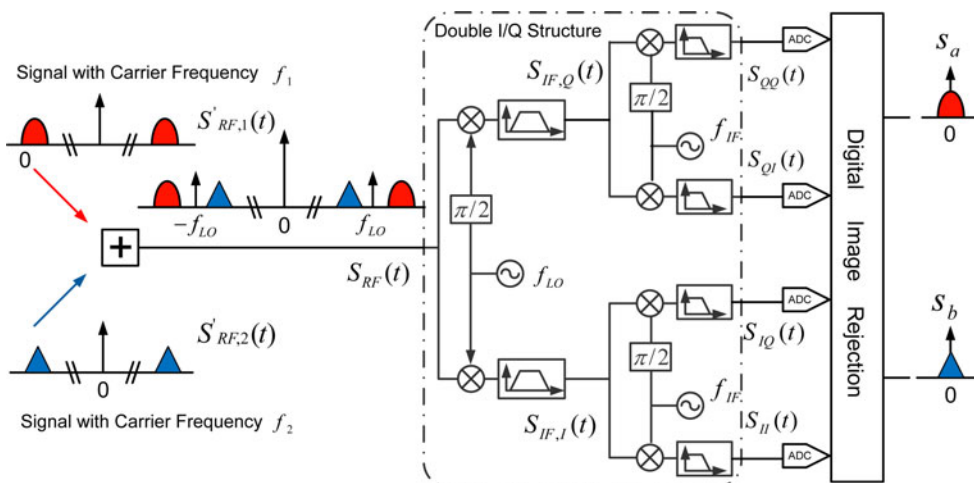 Double I/Q Structure
Signal with Carrier Frequency f₁
S'RF,1(t)
0
−fLO
0
fLO
+
SRF(t)
S'RF,2(t)
0
Signal with Carrier Frequency f₂
π/2
fLO
SIF,Q(t)
π/2
fIF
SQQ(t)
SQI(t)
SIF,I(t)
π/2
fIF
SIQ(t)
SII(t)
ADC
ADC
ADC
ADC
Digital Image Rejection
sa
0
sb
0